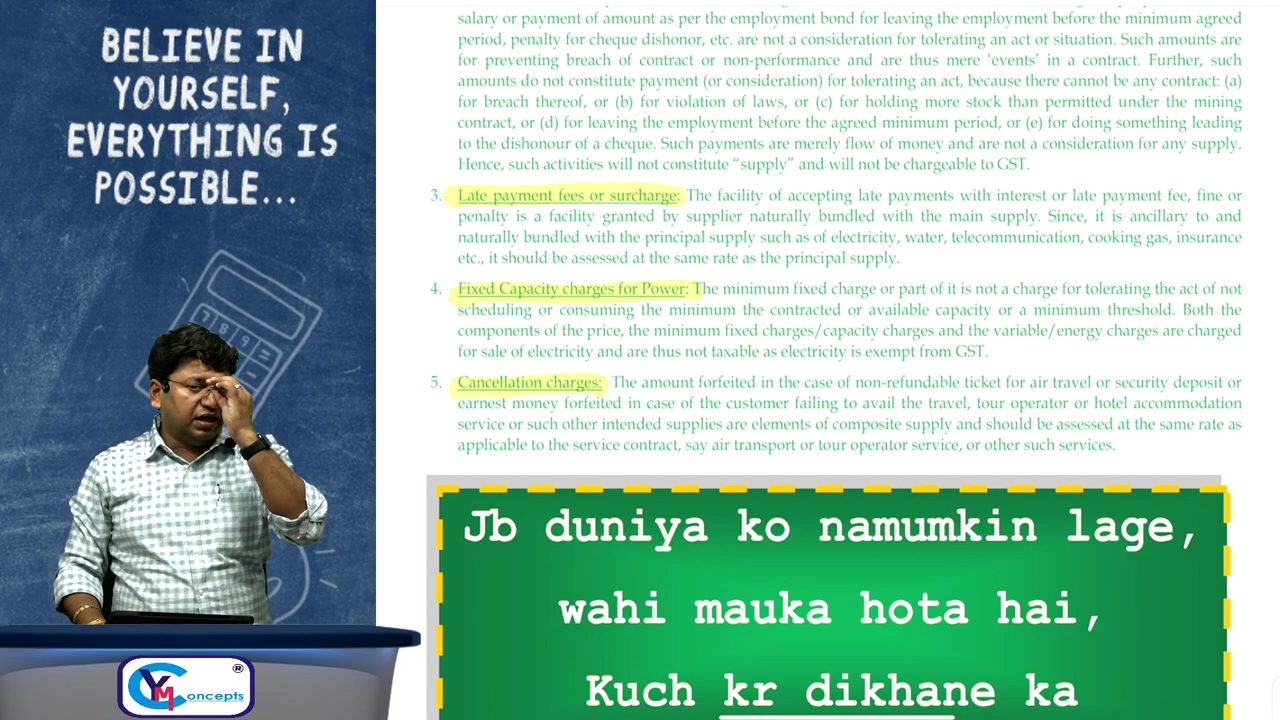 BELIEVE IN
YOURSELF,
EVERYTHING IS
POSSIBLE...
salary or payment of amount as per the employment bond for leaving the employment before the minimum agreed
period, penalty for cheque dishonor, etc. are not a consideration for tolerating an act or situation. Such amounts are
for preventing breach of contract or non-performance and are thus mere ‘events’ in a contract. Further, such
amounts do not constitute payment (or consideration) for tolerating an act, because there cannot be any contract: (a)
for breach thereof, or (b) for violation of laws, or (c) for holding more stock than permitted under the mining
contract, or (d) for leaving the employment before the agreed minimum period, or (e) for doing something leading
to the dishonour of a cheque. Such payments are merely flow of money and are not a consideration for any supply.
Hence, such activities will not constitute “supply” and will not be chargeable to GST.
3. Late payment fees or surcharge: The facility of accepting late payments with interest or late payment fee, fine or
penalty is a facility granted by supplier naturally bundled with the main supply. Since, it is ancillary to and
naturally bundled with the principal supply such as of electricity, water, telecommunication, cooking gas, insurance
etc., it should be assessed at the same rate as the principal supply.
4. Fixed Capacity charges for Power: The minimum fixed charge or part of it is not a charge for tolerating the act of not
scheduling or consuming the minimum the contracted or available capacity or a minimum threshold. Both the
components of the price, the minimum fixed charges/capacity charges and the variable/energy charges are charged
for sale of electricity and are thus not taxable as electricity is exempt from GST.
5. Cancellation charges: The amount forfeited in the case of non-refundable ticket for air travel or security deposit or
earnest money forfeited in case of the customer failing to avail the travel, tour operator or hotel accommodation
service or such other intended supplies are elements of composite supply and should be assessed at the same rate as
applicable to the service contract, say air transport or tour operator service, or other such services.
Jb duniya ko namumkin lage,
wahi mauka hota hai,
Kuch kr dikhane ka
YM Concepts ®